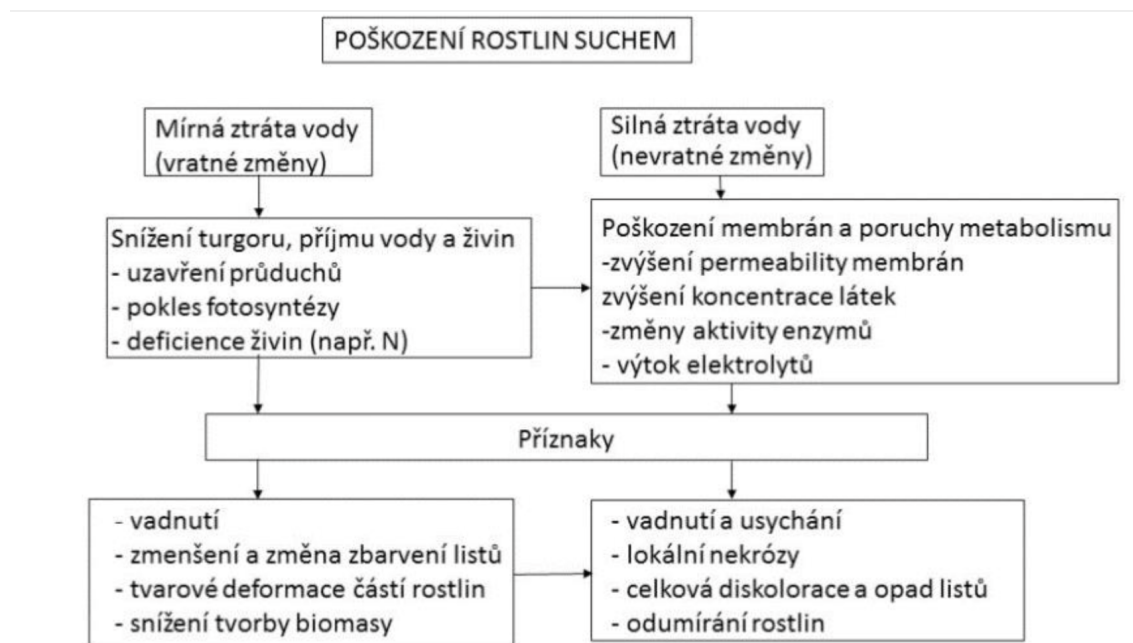 POŠKOZENÍ ROSTLIN SUCHEM
Mírná ztráta vody
(vratné změny)
Silná ztráta vody
(nevratné změny)
Snížení turgoru, příjmu vody a živin
- uzavření průduchů
- pokles fotosyntézy
- deficience živin (např. N)
Poškození membrán a poruchy metabolismu
-zvýšení permeability membrán
zvýšení koncentrace látek
-změny aktivity enzymů
- výtok elektrolytů
Příznaky
- vadnutí
- zmenšení a změna zbarvení listů
- tvarové deformace částí rostlin
- snížení tvorby biomasy
- vadnutí a usychání
- lokální nekrózy
- celková diskolorace a opad listů
- odumírání rostlin